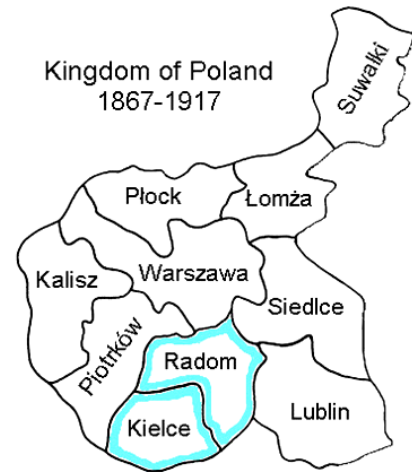 Kingdom of Poland
1867-1917
Suwałki
Płock
Łomża
Kalisz
Warszawa
Siedlce
Piotrków
Radom
Kielce
Lublin